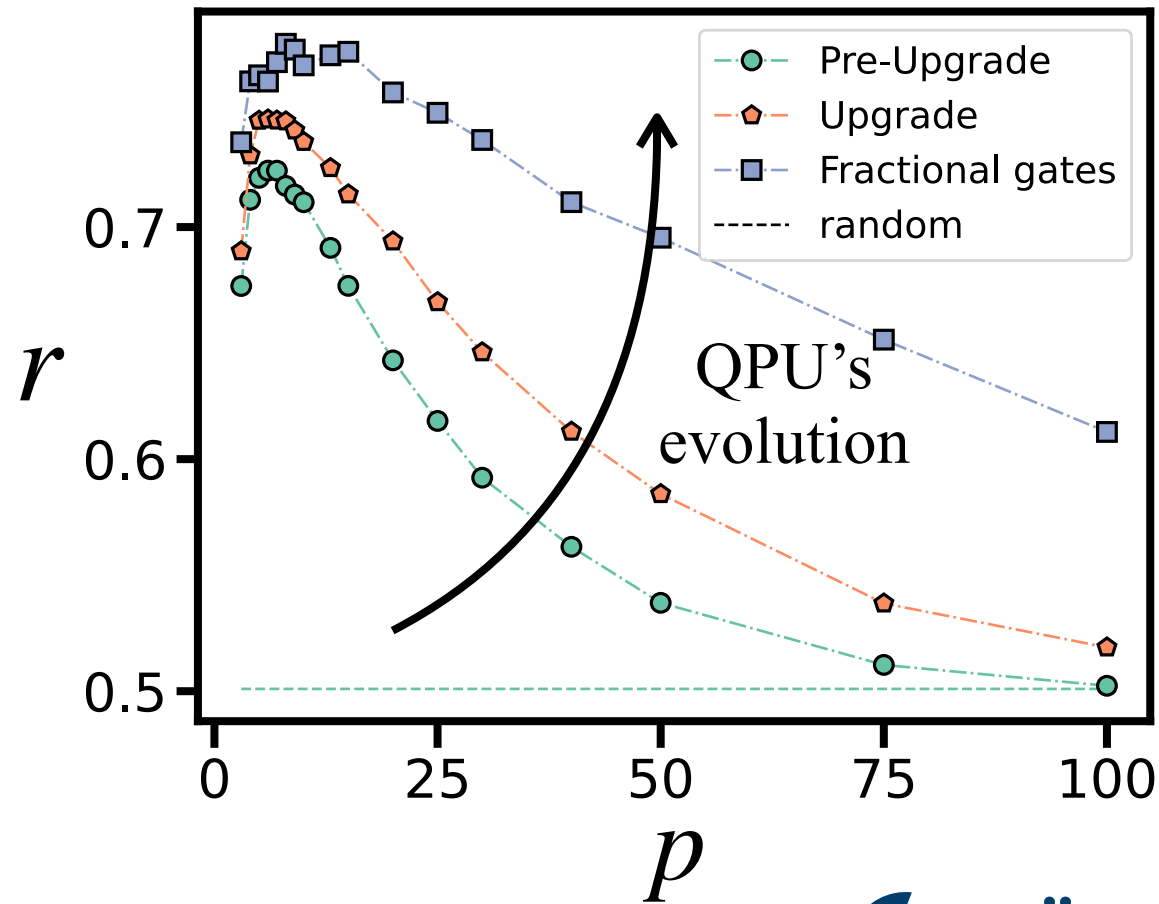 Pre-Upgrade
Upgrade
Fractional gates
random
0.7
0.6
0.5
r
QPU’s
evolution
0
25
50
75
100
p